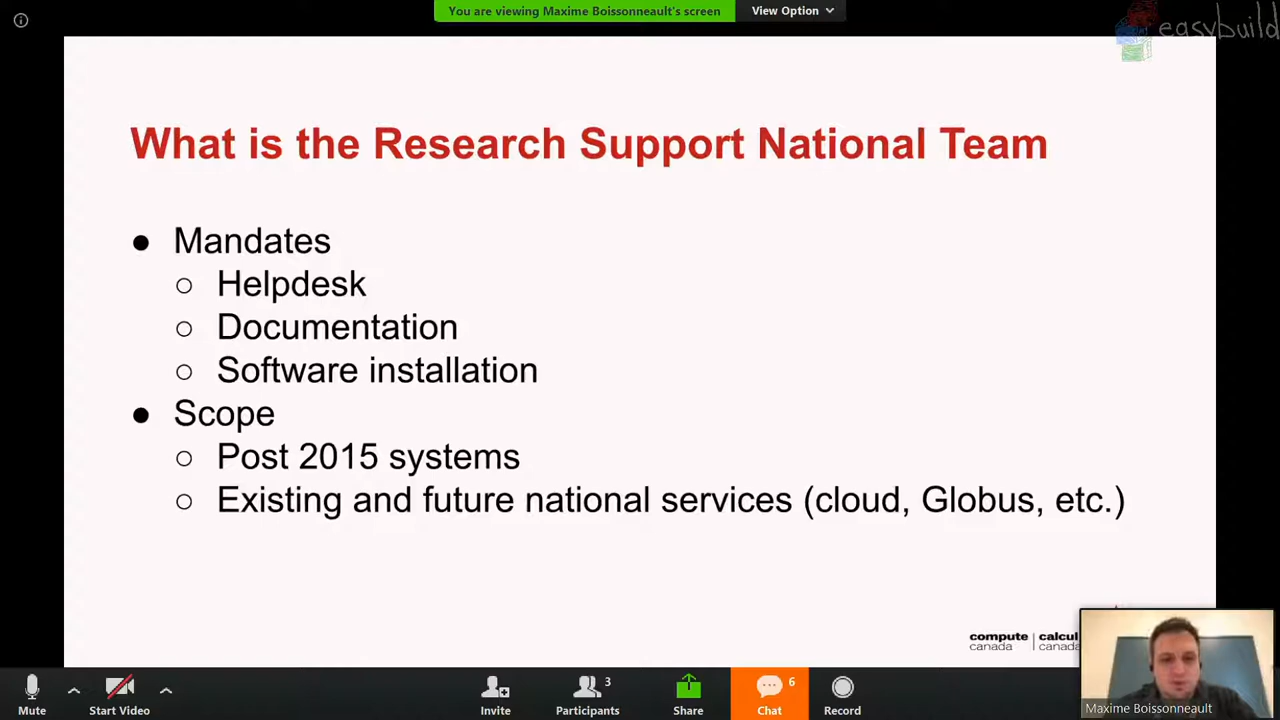 You are viewing Maxime Boissonneault's screen
View Option
easybuild
What is the Research Support National Team
● Mandates
○ Helpdesk
○ Documentation
○ Software installation
● Scope
○ Post 2015 systems
○ Existing and future national services (cloud, Globus, etc.)
compute | calcul
canada | canada
Maxime Boissonneault
Mute
Start Video
Invite
Participants 3
Share
Chat 6
Record